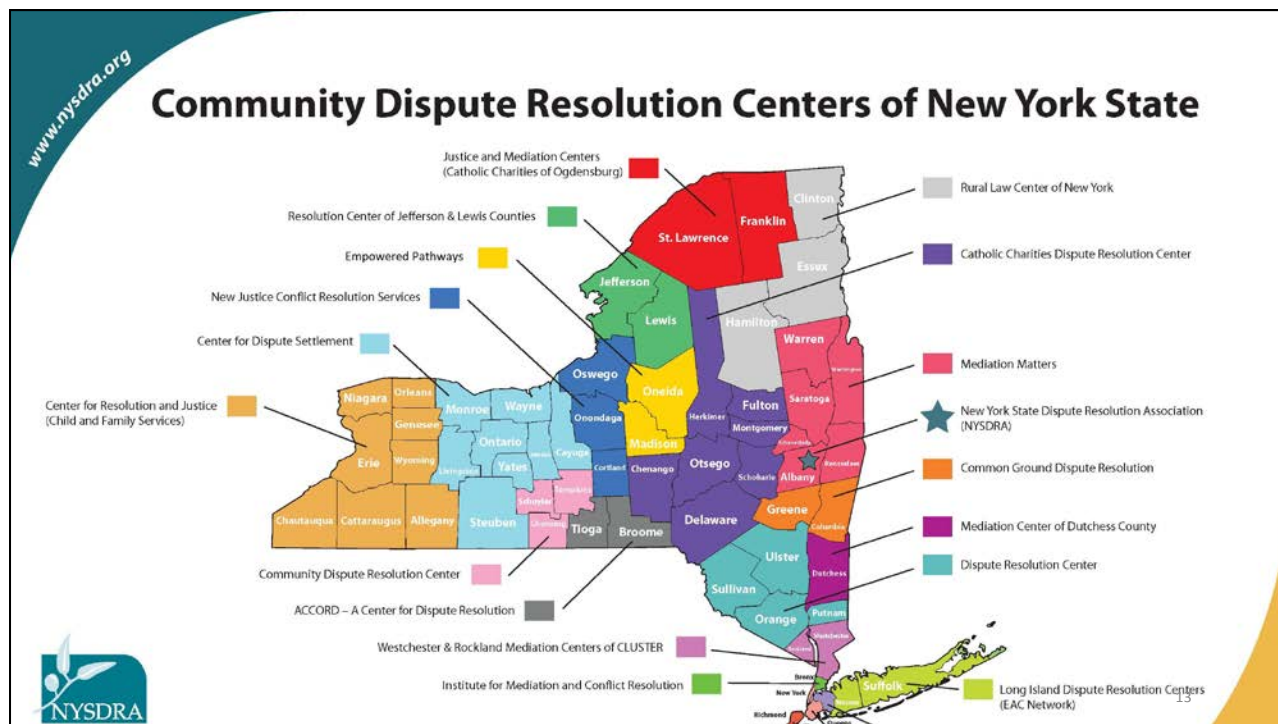 www.nysdra.org
Community Dispute Resolution Centers of New York State
Justice and Mediation Centers
(Catholic Charities of Ogdensburg)
Resolution Center of Jefferson & Lewis Counties
Empowered Pathways
New Justice Conflict Resolution Services
Center for Dispute Settlement
Center for Resolution and Justice
(Child and Family Services)
Community Dispute Resolution Center
ACCORD – A Center for Dispute Resolution
Westchester & Rockland Mediation Centers of CLUSTER
Institute for Mediation and Conflict Resolution
Rural Law Center of New York
Catholic Charities Dispute Resolution Center
Mediation Matters
New York State Dispute Resolution Association
(NYSDRA)
Common Ground Dispute Resolution
Mediation Center of Dutchess County
Dispute Resolution Center
Long Island Dispute Resolution Centers
(EAC Network)
Clinton
Franklin
St. Lawrence
Essux
Jefferson
Lewis
Hamilton
Warren
Oswego
Oneida
Saratoga
Niagara
Orleans
Monroe
Wayne
Onondaga
Herkimer
Fulton
Montgomery
Genesee
Ontario
Cayuga
Madison
Erie
Wyoming
Livingston
Yates
Cortland
Chenango
Otsego
Schoharie
Albany
Rensselaer
Schuyler
Tompkins
Chautauqua
Cattaraugus
Allegany
Steuben
Chemung
Tioga
Broome
Delaware
Greene
Columbia
Ulster
Dutchess
Sullivan
Orange
Putnam
Westchester
Rockland
Bronx
New York
Suffolk
Nassau
Richmond
13
NYSDRA